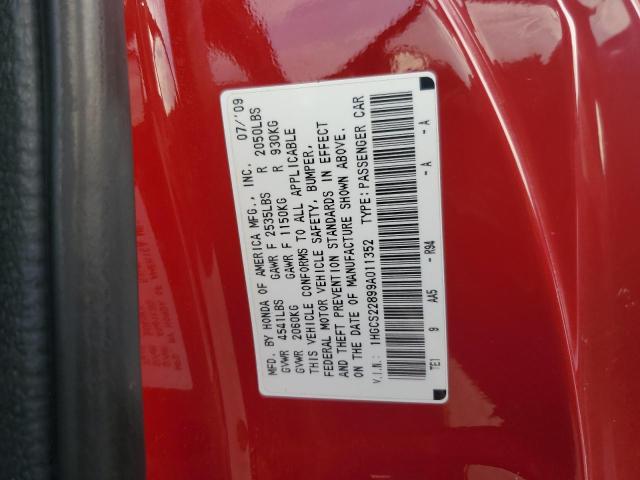 MFD. BY HONDA OF AMERICA MFG., INC. 07/'09
GVWR 4541LBS GAWR F 2535LBS R 2050LBS
GVWR 2060KG GAWR F 1150KG R 930KG
THIS VEHICLE CONFORMS TO ALL APPLICABLE
FEDERAL MOTOR VEHICLE SAFETY, BUMPER,
AND THEFT PREVENTION STANDARDS IN EFFECT
ON THE DATE OF MANUFACTURE SHOWN ABOVE.
V.I.N.: 1HGCS22899A011352 TYPE:PASSENGER CAR
TE1 9 AA5 -R94 -A -A